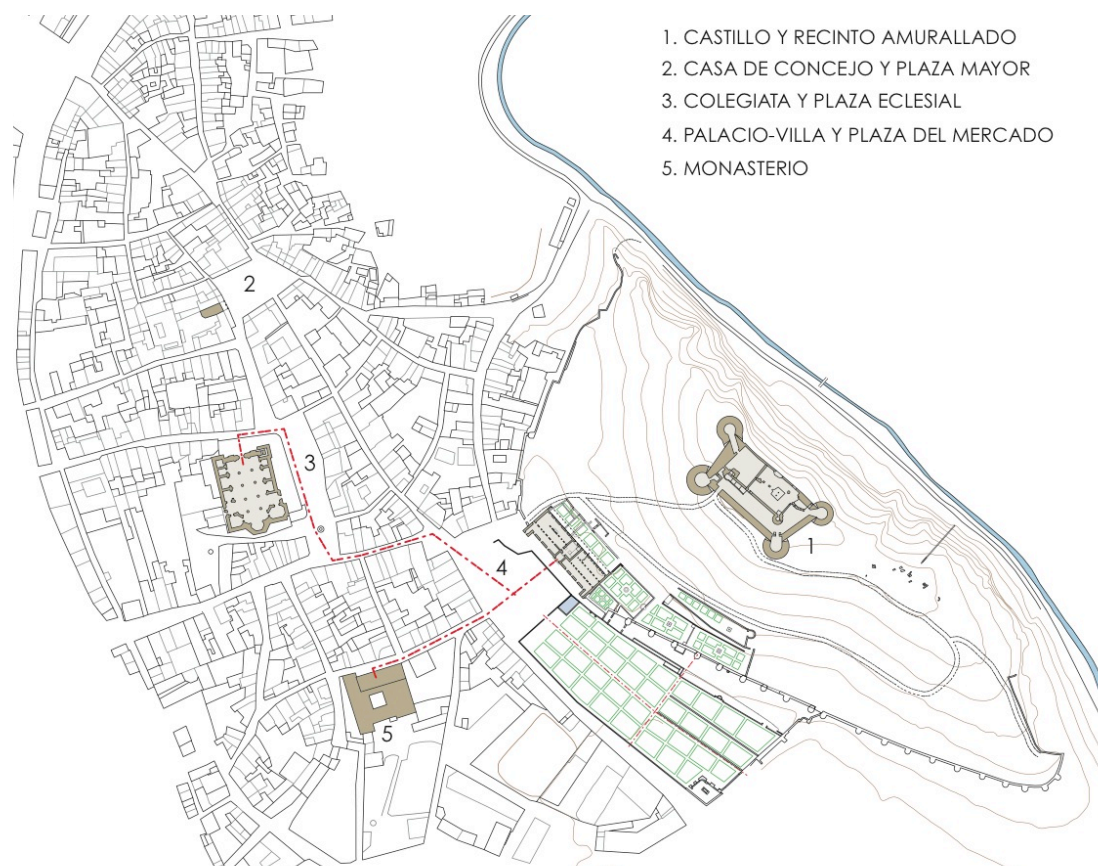 1. CASTILLO Y RECINTO AMURALLADO
2. CASA DE CONCEJO Y PLAZA MAYOR
3. COLEGIATA Y PLAZA ECLESIAL
4. PALACIO-VILLA Y PLAZA DEL MERCADO
5. MONASTERIO
2
3
1
4
5